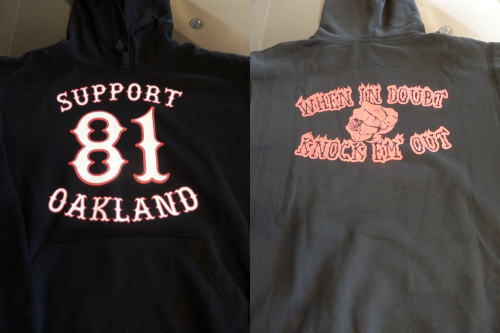 SUPPORT
81
OAKLAND
WHEN IN DOUBT
KNOCK EM' OUT